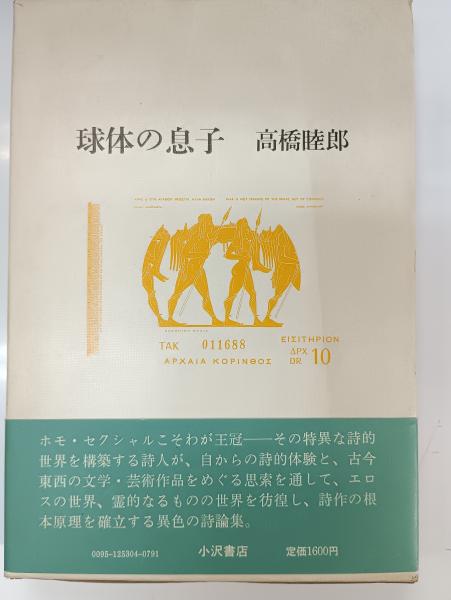 球体の息子 高橋睦郎
TAK 011688
ΕΙΣΙΤΗΡΙΟΝ
ΔΡΧ
DR. 10
ΑΡΧΑΙΑ ΚΟΡΙΝΘΟΣ
ホモ・セクシャルこそわが王冠――その特異な詩的
世界を構築する詩人が、自からの詩的体験と、古今
東西の文学・芸術作品をめぐる思索を通して、エロ
スの世界、霊的なるものの世界を彷徨し、詩作の根
本原理を確立する異色の詩論集。
0095-125304-0791 小沢書店 定価1600円